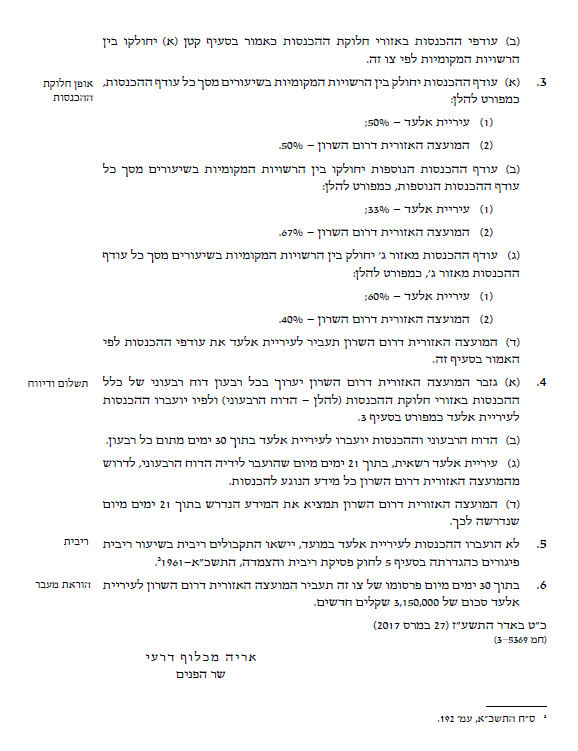 (ב) עודפי ההכנסות באזורי חלוקת ההכנסות כאמור בסעיף קטן (א) יחולקו בין
הרשויות המקומיות לפי צו זה.
אופן חלוקת ההכנסות
3. (א) עודף ההכנסות יחולק בין הרשויות המקומיות בשיעורים מסך כל עודף ההכנסות,
כמפורט להלן:
(1) עיריית אלעד – 50%;
(2) המועצה האזורית דרום השרון – 50%.
(ב) עודף ההכנסות הנוספות יחולקו בין הרשויות המקומיות בשיעורים מסך כל
עודף ההכנסות הנוספות, כמפורט להלן:
(1) עיריית אלעד – 33%;
(2) המועצה האזורית דרום השרון – 67%.
(ג) עודף ההכנסות מאזור ג' יחולק בין הרשויות המקומיות בשיעורים מסך כל עודף
ההכנסות מאזור ג', כמפורט להלן:
(1) עיריית אלעד – 60%;
(2) המועצה האזורית דרום השרון – 40%.
(ד) המועצה האזורית דרום השרון תעביר לעיריית אלעד את עודפי ההכנסות לפי
האמור בסעיף זה.
תשלום ודיווח
4. (א) גזבר המועצה האזורית דרום השרון יערוך בכל רבעון דוח רבעוני של כלל
ההכנסות באזורי חלוקת ההכנסות (להלן – הדוח הרבעוני) ולפיו יועברו ההכנסות
לעיריית אלעד כמפורט בסעיף 3.
(ב) הדוח הרבעוני וההכנסות יועברו לעיריית אלעד בתוך 30 ימים מתום כל רבעון.
(ג) עיריית אלעד רשאית, בתוך 21 ימים מיום שהועבר לידיה הדוח הרבעוני, לדרוש
מהמועצה האזורית דרום השרון כל מידע הנוגע להכנסות.
(ד) המועצה האזורית דרום השרון תמציא את המידע הנדרש בתוך 21 ימים מיום
שנדרשה לכך.
ריבית
5. לא הועברו ההכנסות לעיריית אלעד במועד, יישאו התקבולים ריבית בשיעור ריבית
פיגורים כהגדרתה בסעיף 5 לחוק פסיקת ריבית והצמדה, התשכ"א–1961².
הוראת מעבר
6. בתוך 30 ימים מיום פרסומו של צו זה תעביר המועצה האזורית דרום השרון לעיריית
אלעד סכום של 3,150,000 שקלים חדשים.
כ"ט באדר התשע"ז (27 במרס 2017)
(חמ 3–5369)
אריה מכלוף דרעי
שר הפנים
² ס"ח התשכ"א, עמ' 192.